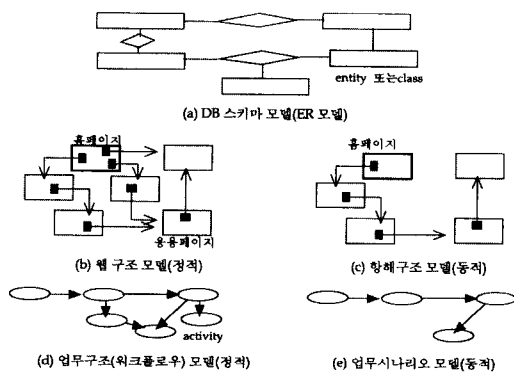 entity 또는class
(a) DB 스키마 모델(ER 모델)
홈페이지
응용페이지
(b) 웹 구조 모델(정적)
홈페이지
(c) 항해구조 모델(동적)
activity
(d) 업무구조(워크플로우) 모델(정적)
(e) 업무시나리오 모델(동적)